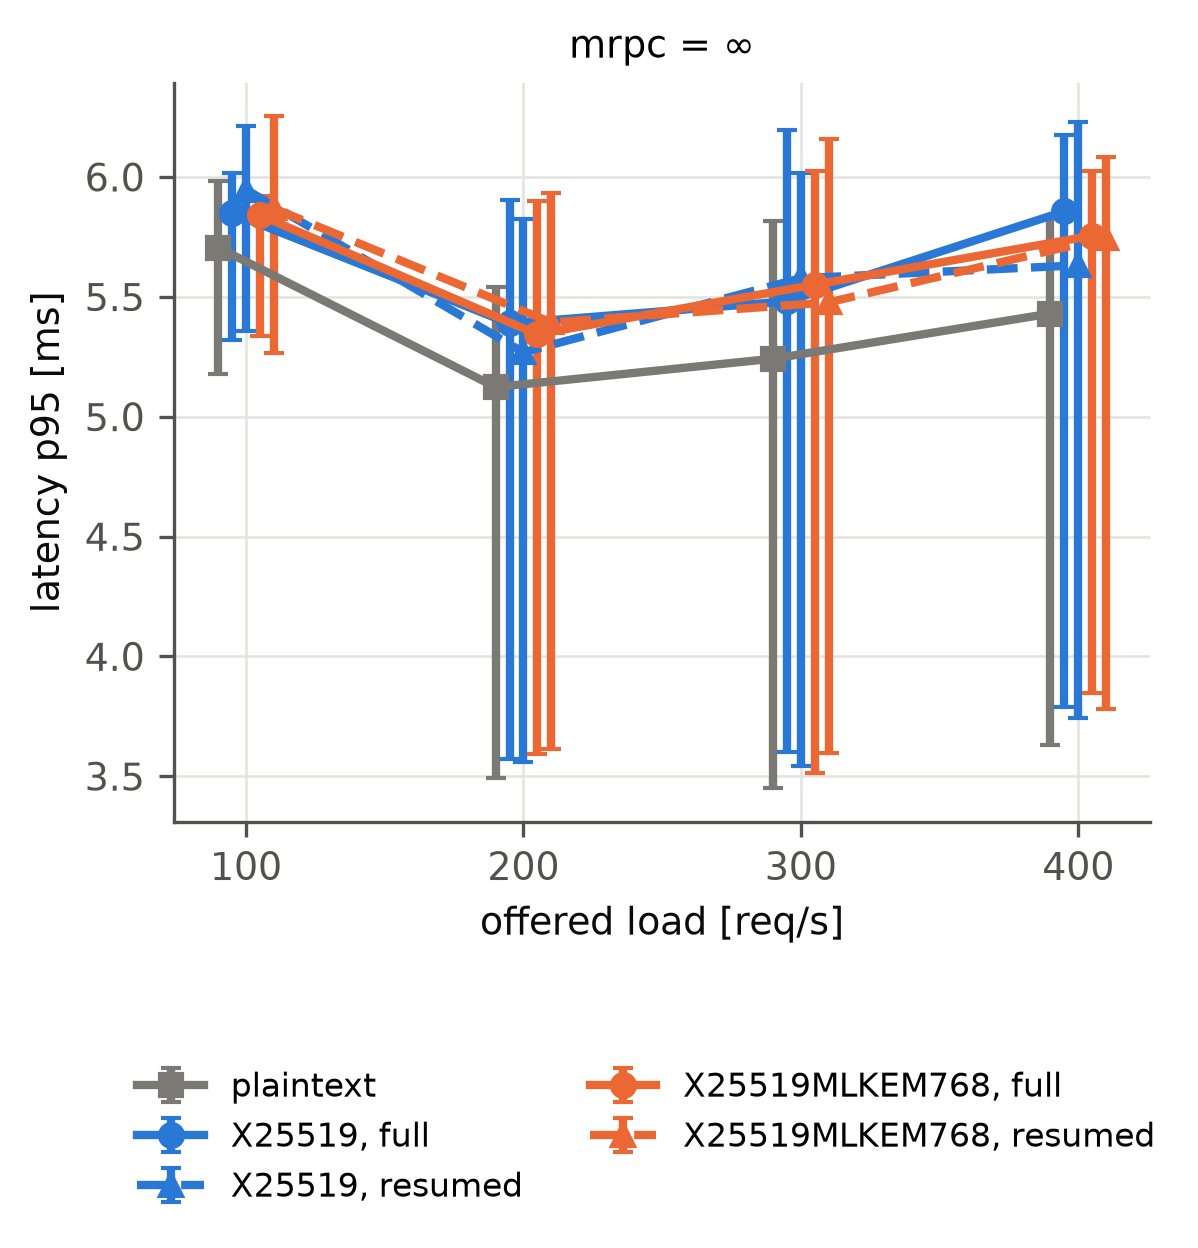 mrpc = ∞
latency p95 [ms]
6.0
5.5
5.0
4.5
4.0
3.5
100 200 300 400
offered load [req/s]
plaintext
X25519, full
X25519, resumed
X25519MLKEM768, full
X25519MLKEM768, resumed